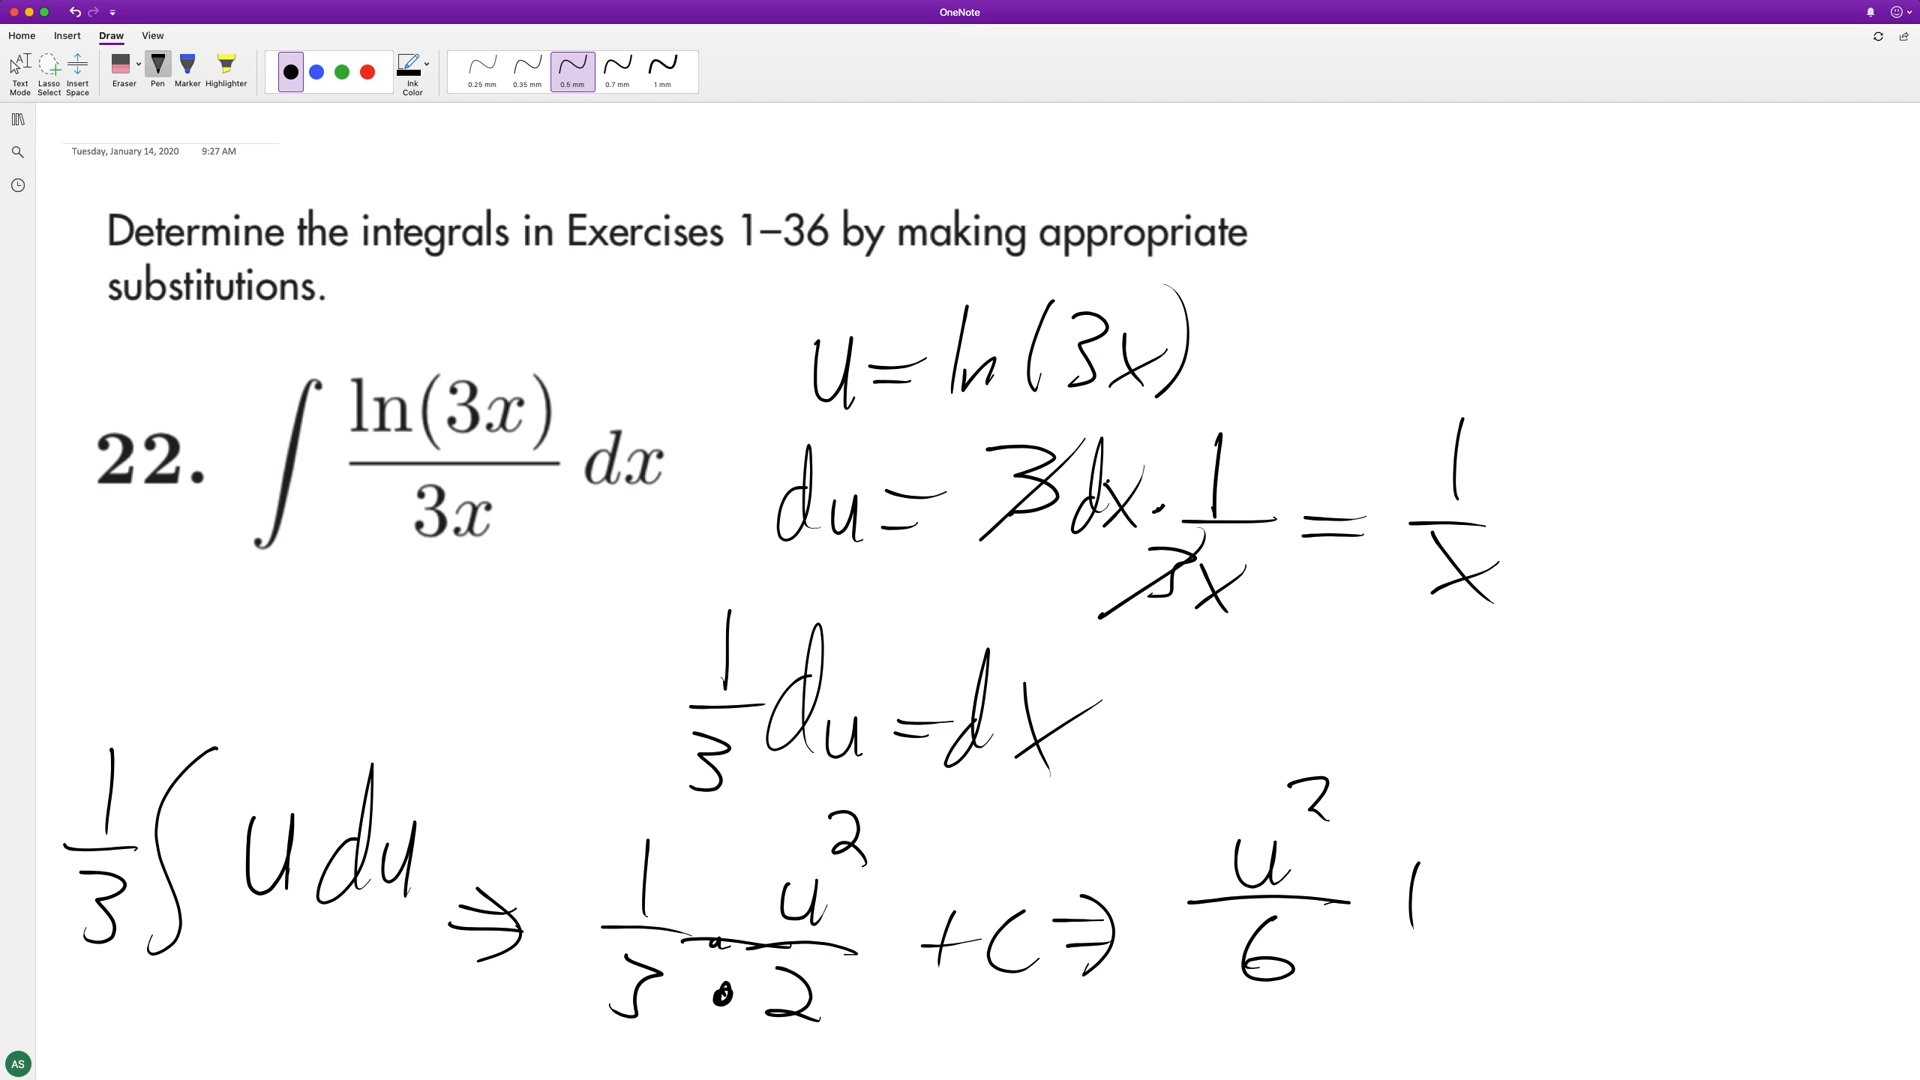 OneNote
Home Insert Draw View
Text Mode Lasso Select Insert Space Eraser Pen Marker Highlighter Ink Color 0.25 mm 0.35 mm 0.5 mm 0.7 mm 1 mm
Tuesday, January 14, 2020 9:27 AM
Determine the integrals in Exercises 1–36 by making appropriate
substitutions.
u = ln(3x)
22. ∫ ln(3x)/3x dx
du = 3dx · 1/3x = 1/x
1/3 du = dx
1/3 ∫ u du ⇒ 1/3 · u²/2 + C ⇒ u²/6
AS